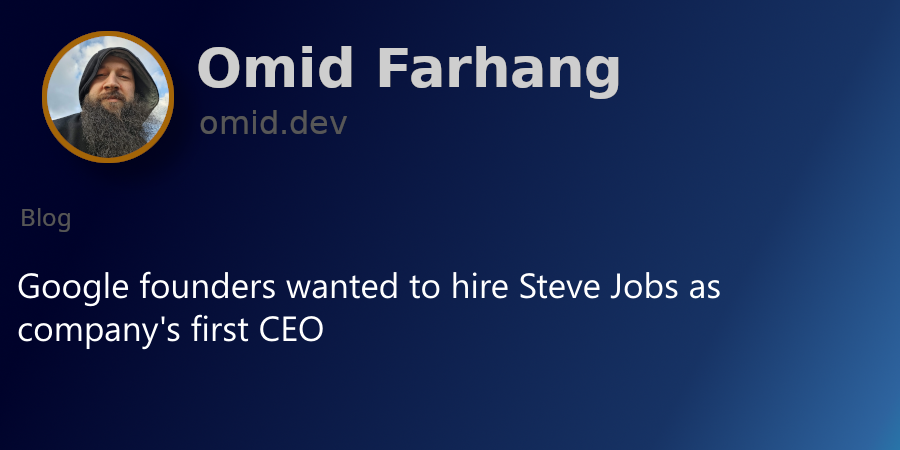 Omid Farhang
omid.dev
Blog
Google founders wanted to hire Steve Jobs as
company's first CEO